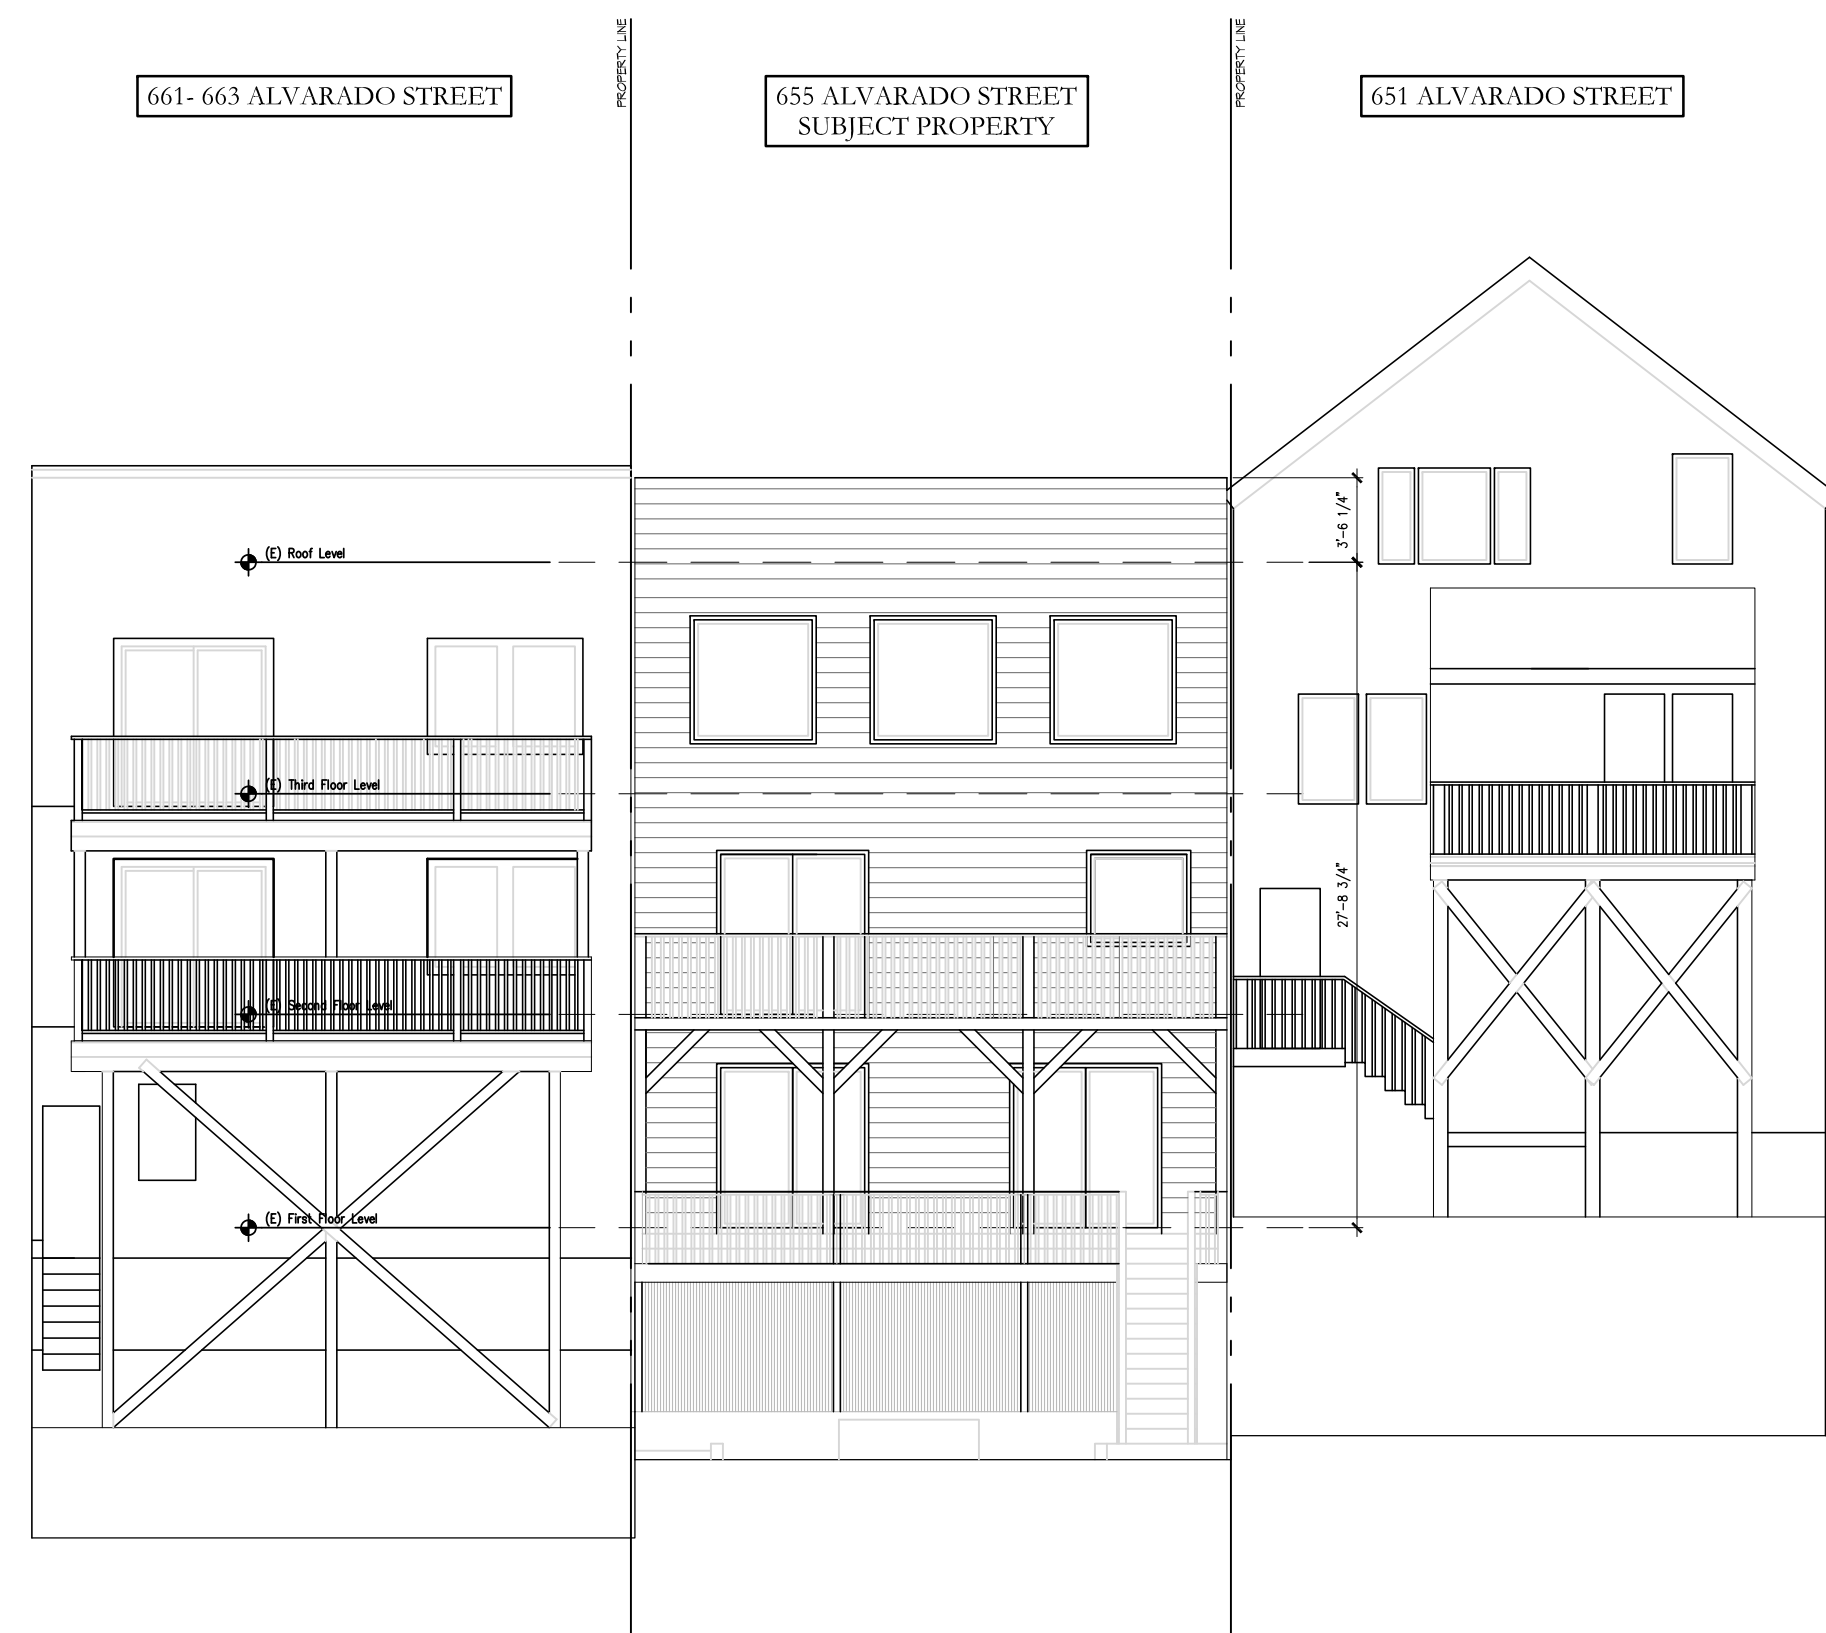 PROPERTY LINE
PROPERTY LINE
661- 663 ALVARADO STREET
655 ALVARADO STREET
SUBJECT PROPERTY
651 ALVARADO STREET
3'-6 1/4"
(E) Roof Level
(E) Third Floor Level
27'-8 3/4"
(E) Second Floor Level
(E) First Floor Level